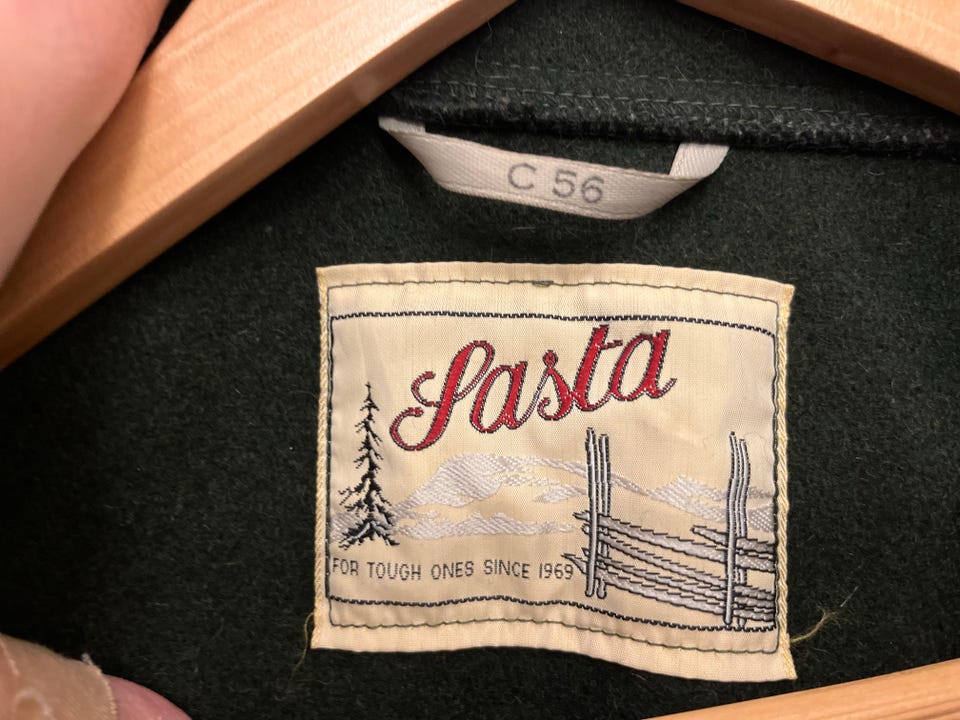 C 56
Sasta
FOR TOUGH ONES SINCE 1969